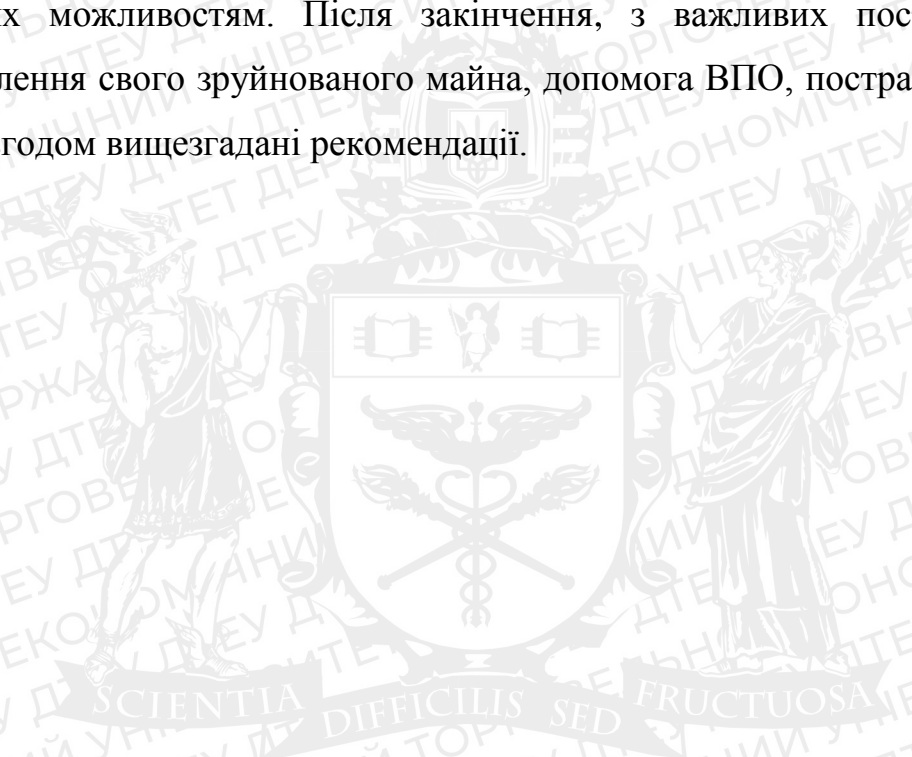 их можливостям. Після закінчення, з важливих пос
лення свого зруйнованого майна, допомога ВПО, постра
годом вищезгадані рекомендації.
SCIENTIA DIFFICILIS SED FRUCTUOSA